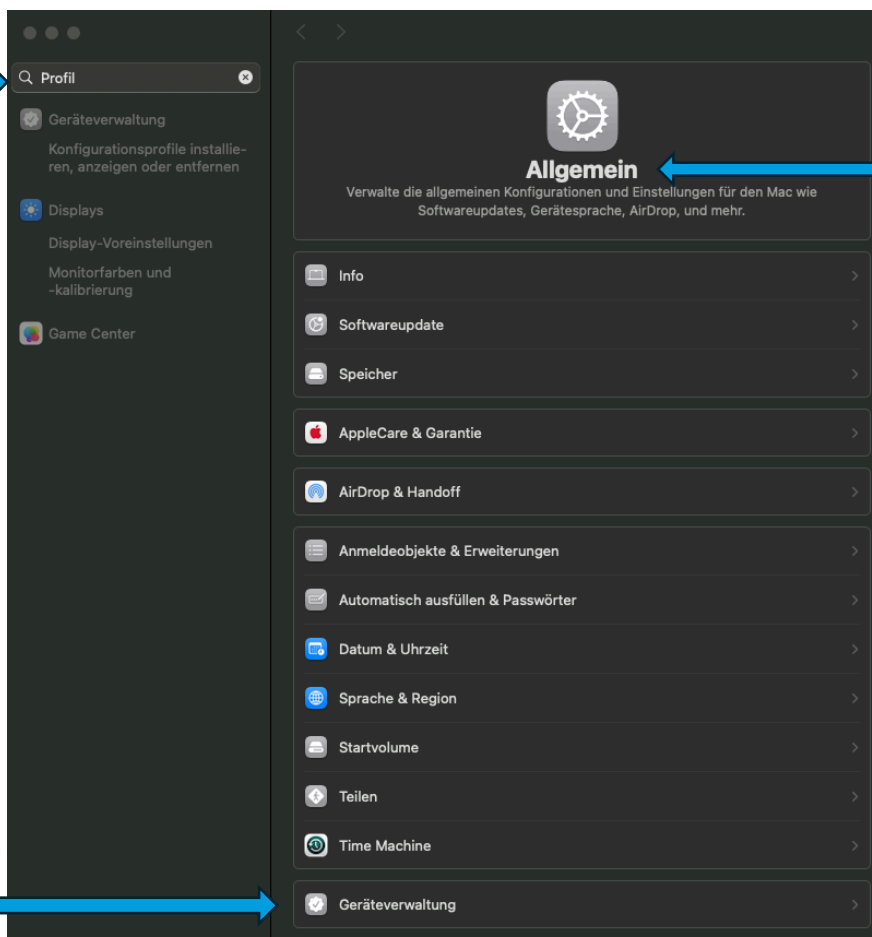 Profil
Geräteverwaltung
Konfigurationsprofile installie-
ren, anzeigen oder entfernen
Displays
Display-Voreinstellungen
Monitorfarben und
-kalibrierung
Game Center
Allgemein
Verwalte die allgemeinen Konfigurationen und Einstellungen für den Mac wie
Softwareupdates, Gerätesprache, AirDrop, und mehr.
Info
Softwareupdate
Speicher
AppleCare & Garantie
AirDrop & Handoff
Anmeldeobjekte & Erweiterungen
Automatisch ausfüllen & Passwörter
Datum & Uhrzeit
Sprache & Region
Startvolume
Teilen
Time Machine
Geräteverwaltung